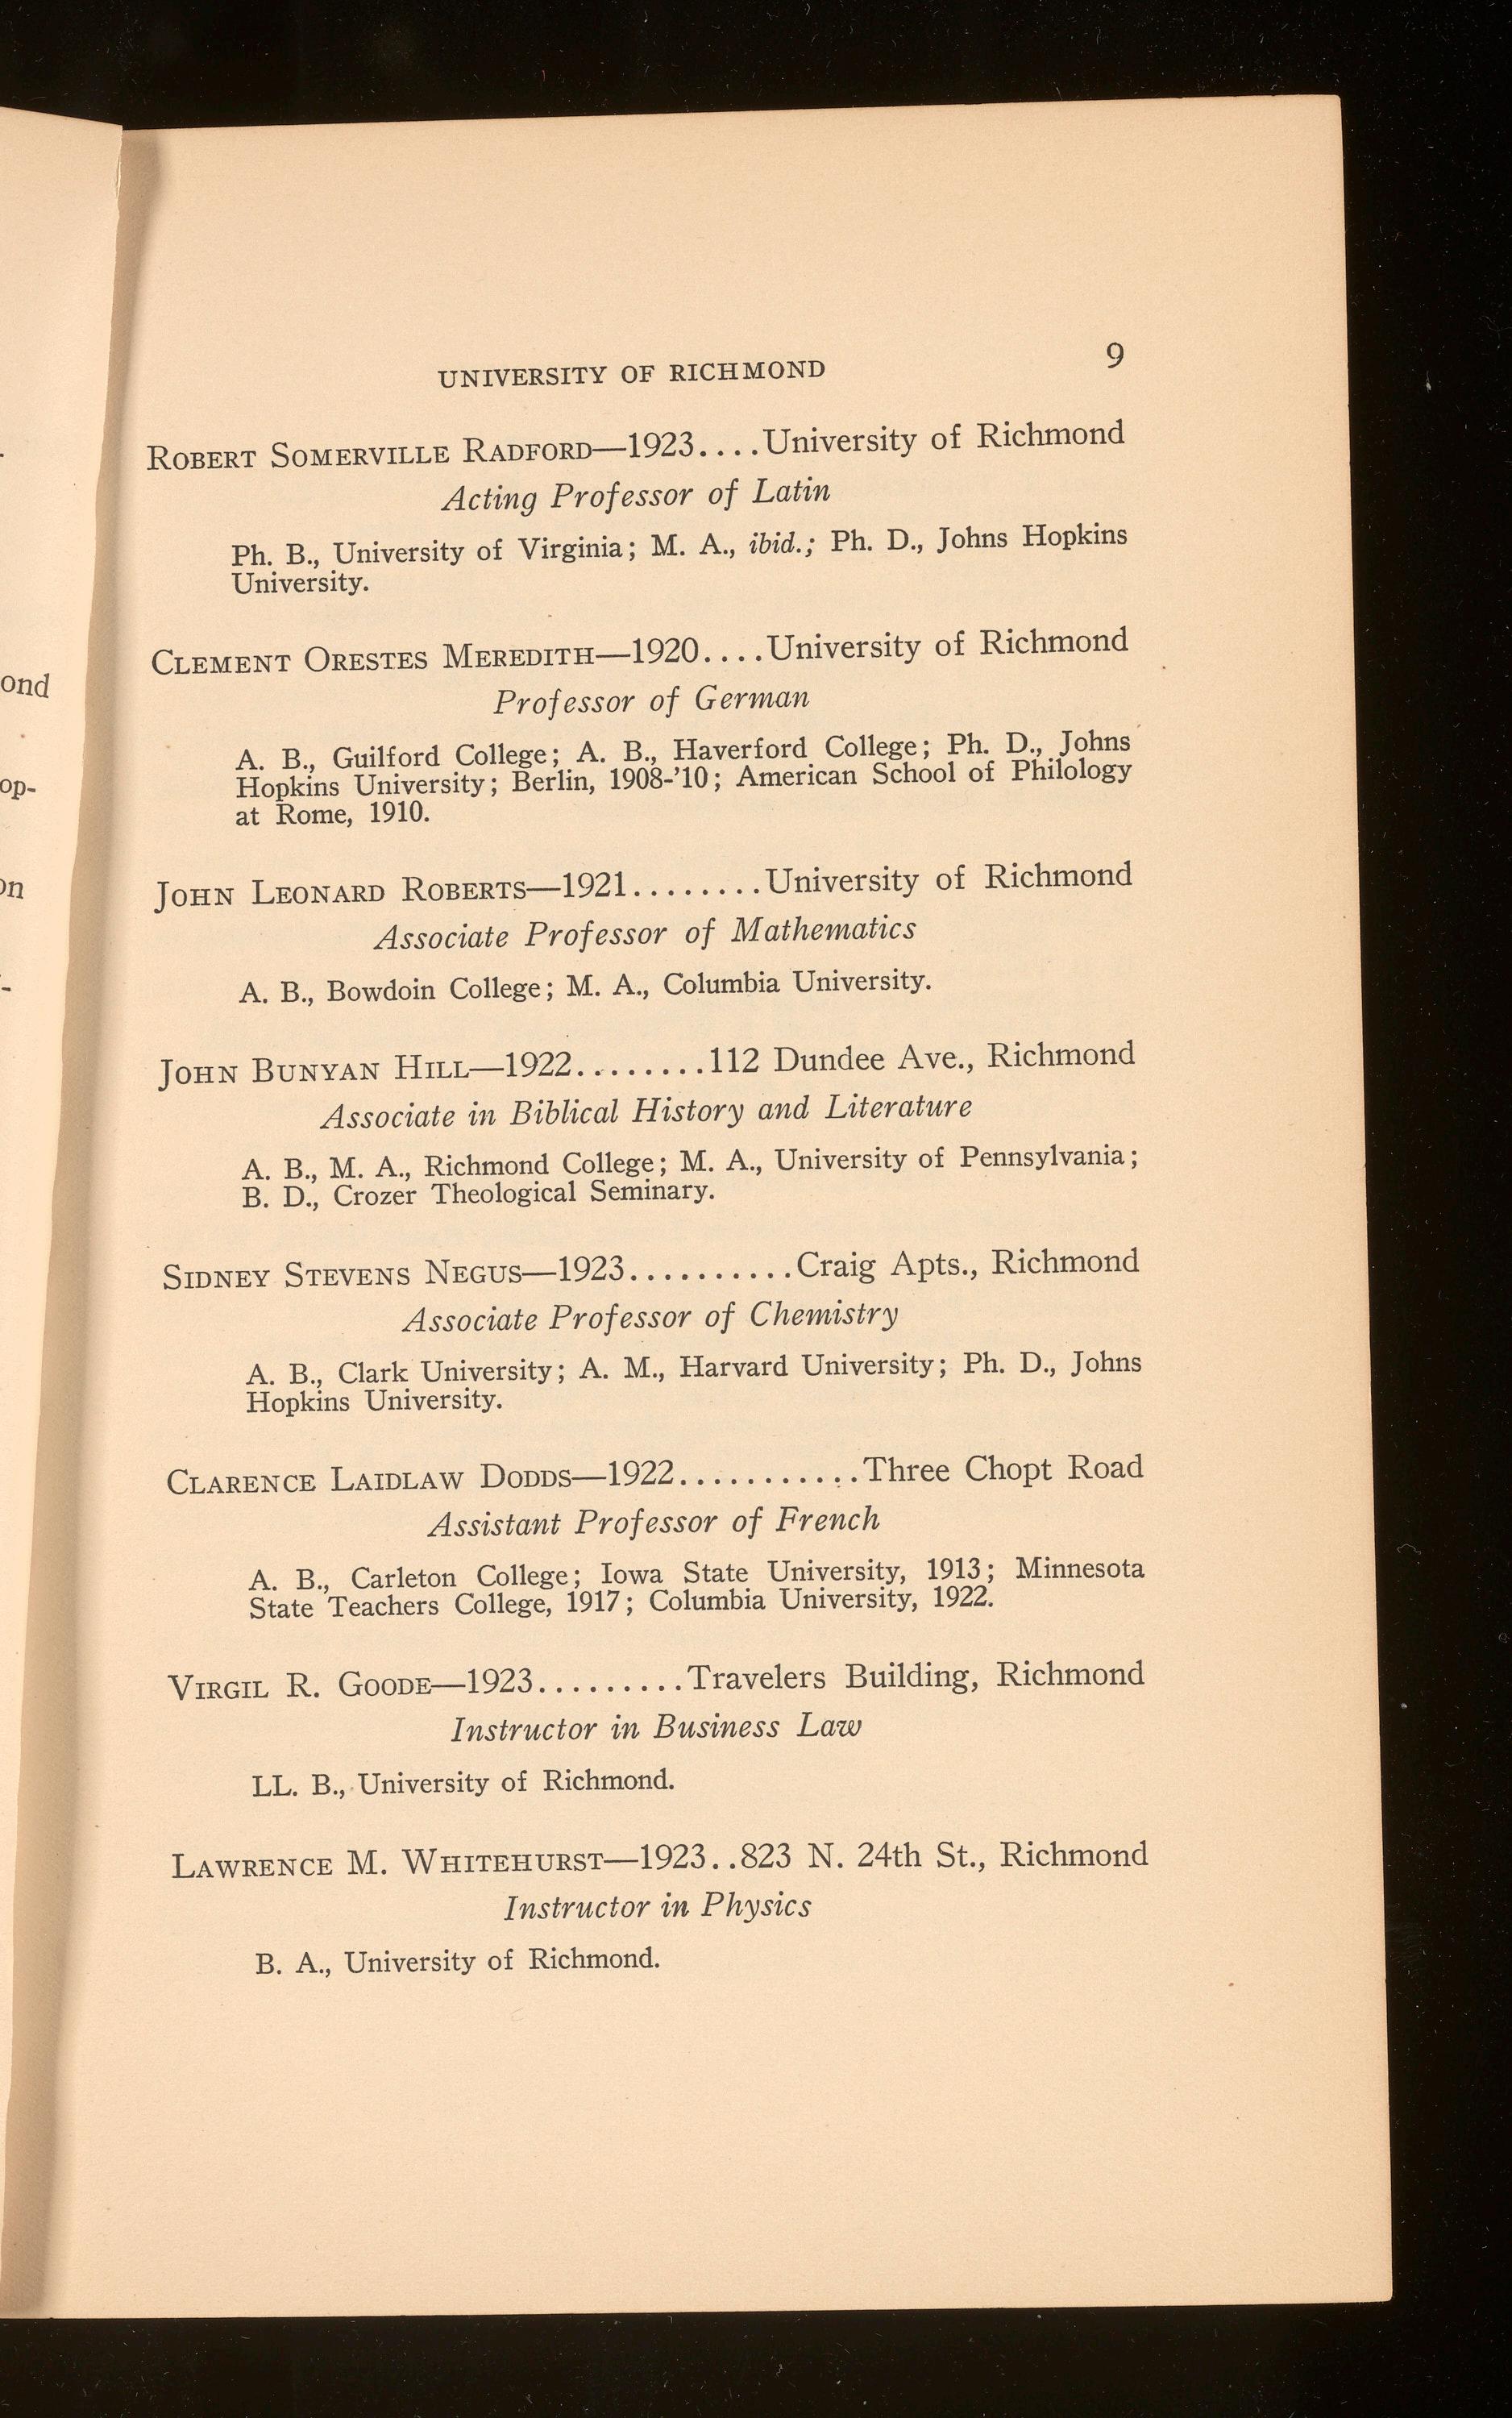 UNIVERSITY OF RICHMOND 9
ROBERT SOMERVILLE RADFORD—1923....University of Richmond
Acting Professor of Latin
Ph. B., University of Virginia; M. A., ibid.; Ph. D., Johns Hopkins
University.
CLEMENT ORESTES MEREDITH—1920....University of Richmond
Professor of German
A. B., Guilford College; A. B., Haverford College; Ph. D., Johns
Hopkins University; Berlin, 1908-'10; American School of Philology
at Rome, 1910.
JOHN LEONARD ROBERTS—1921........University of Richmond
Associate Professor of Mathematics
A. B., Bowdoin College; M. A., Columbia University.
JOHN BUNYAN HILL—1922........112 Dundee Ave., Richmond
Associate in Biblical History and Literature
A. B., M. A., Richmond College; M. A., University of Pennsylvania;
B. D., Crozer Theological Seminary.
SIDNEY STEVENS NEGUS—1923..........Craig Apts., Richmond
Associate Professor of Chemistry
A. B., Clark University; A. M., Harvard University; Ph. D., Johns
Hopkins University.
CLARENCE LAIDLAW DODDS—1922...........Three Chopt Road
Assistant Professor of French
A. B., Carleton College; Iowa State University, 1913; Minnesota
State Teachers College, 1917; Columbia University, 1922.
VIRGIL R. GOODE—1923.........Travelers Building, Richmond
Instructor in Business Law
LL. B., University of Richmond.
LAWRENCE M. WHITEHURST—1923..823 N. 24th St., Richmond
Instructor in Physics
B. A., University of Richmond.